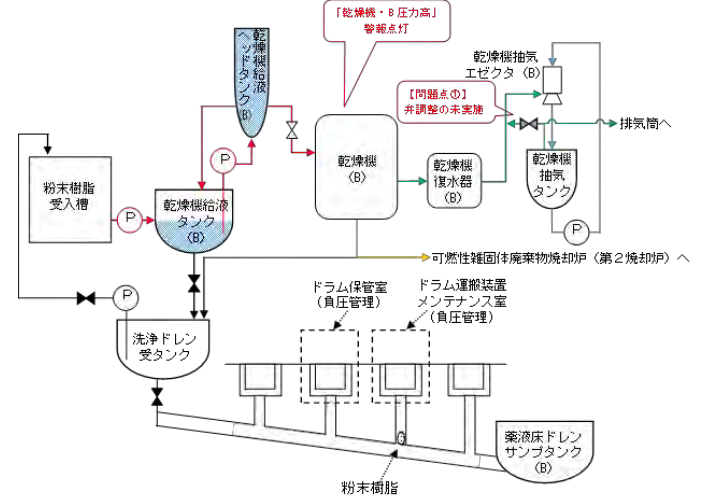 「乾燥機・B圧力高」
警報点灯
乾燥機給液
ヘッドタンク
(B)
乾燥機抽気
エゼクタ（B）
【問題点①】
弁調整の未実施
排気筒へ
粉末樹脂
受入槽
P
P
乾燥機給液
タンク
(B)
乾燥機
(B)
乾燥機
復水器
(B)
乾燥機
抽気
タンク
P
可燃性雑固体廃棄物焼却炉（第２焼却炉）へ
P
洗浄ドレン
受タンク
ドラム保管室
（負圧管理）
ドラム運搬装置
メンテナンス室
（負圧管理）
粉末樹脂
薬液床ドレン
サンプタンク
(B)